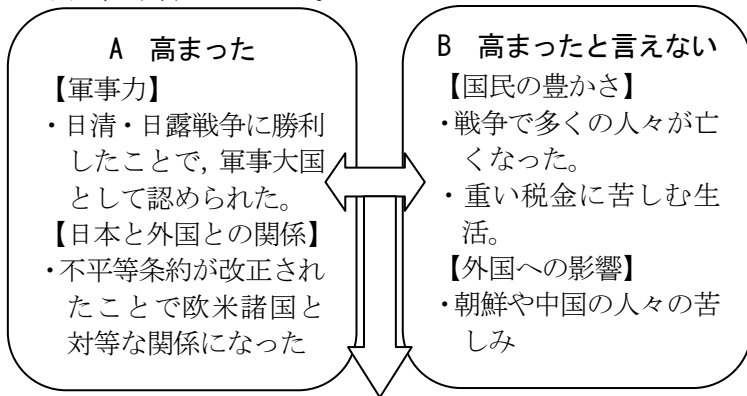 A 高まった
【軍事力】
・日清・日露戦争に勝利
したことで,軍事大国
として認められた。
【日本と外国との関係】
・不平等条約が改正され
たことで欧米諸国と
対等な関係になった
B 高まったと言えない
【国民の豊かさ】
・戦争で多くの人々が亡
くなった。
・重い税金に苦しむ生
活。
【外国への影響】
・朝鮮や中国の人々の苦
しみ